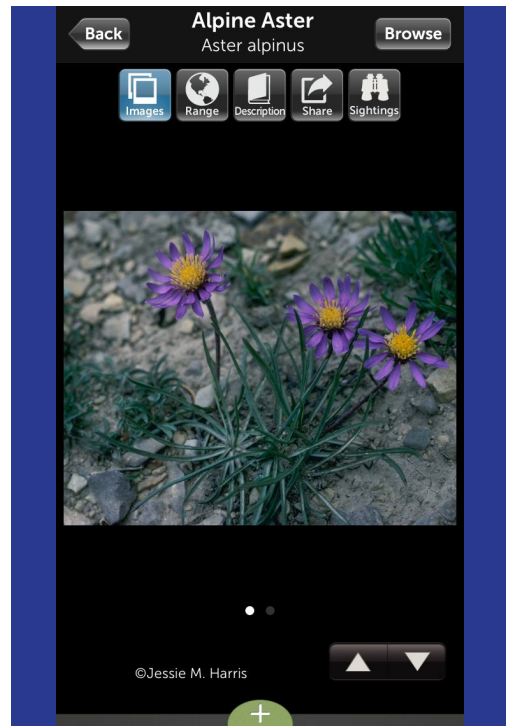 Back
Alpine Aster
Aster alpinus
Browse
Images
Range
Description
Share
Sightings
©Jessie M. Harris
+